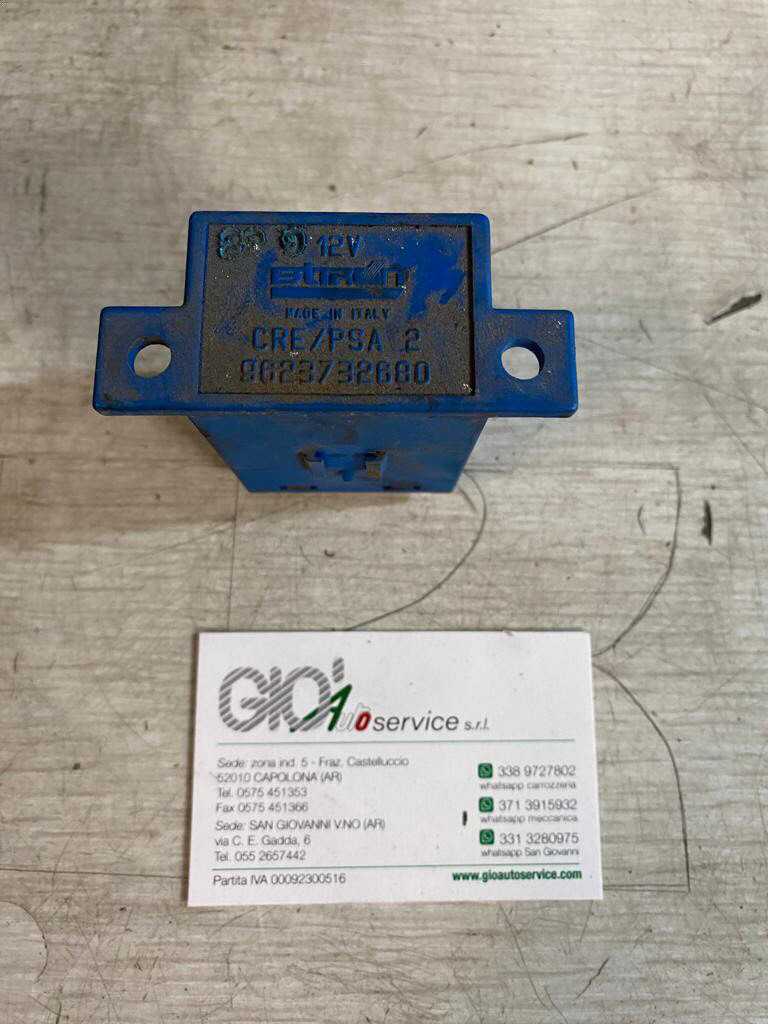 12V
bitron
MADE IN ITALY
CRE/PSA 2
9623732680
GIO' Auto service s.r.l.
Sede: zona ind. 5 - Fraz. Castelluccio
52010 CAPOLONA (AR)
Tel. 0575 451353
Fax 0575 451366
Sede: SAN GIOVANNI V.NO (AR)
via C. E. Gadda, 6
Tel. 055 2657442
338 9727802
whatsapp carrozzeria
371 3915932
whatsapp meccanica
331 3280975
whatsapp San Giovanni
Partita IVA 00092300516
www.gioautoservice.com